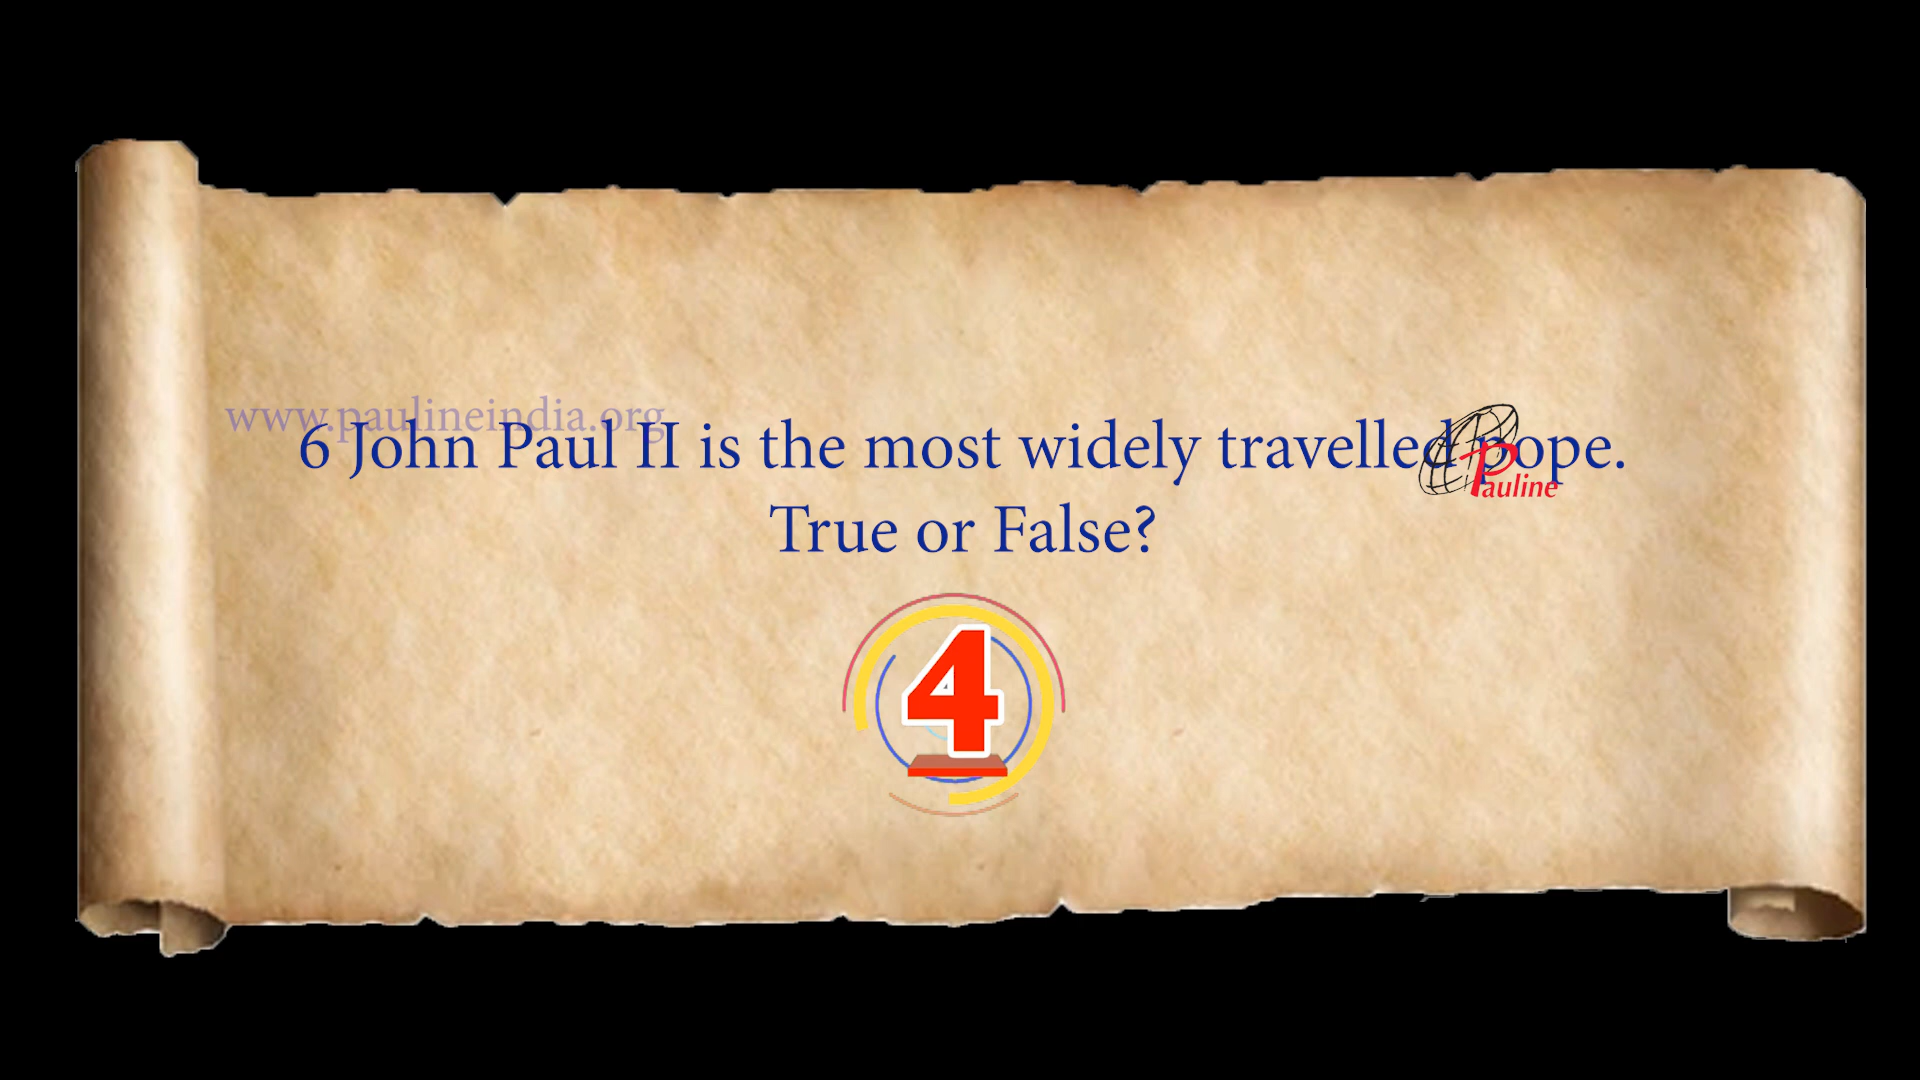 www.paulineindia.org
6 John Paul II is the most widely travelled pope.
Pauline
True or False?
4